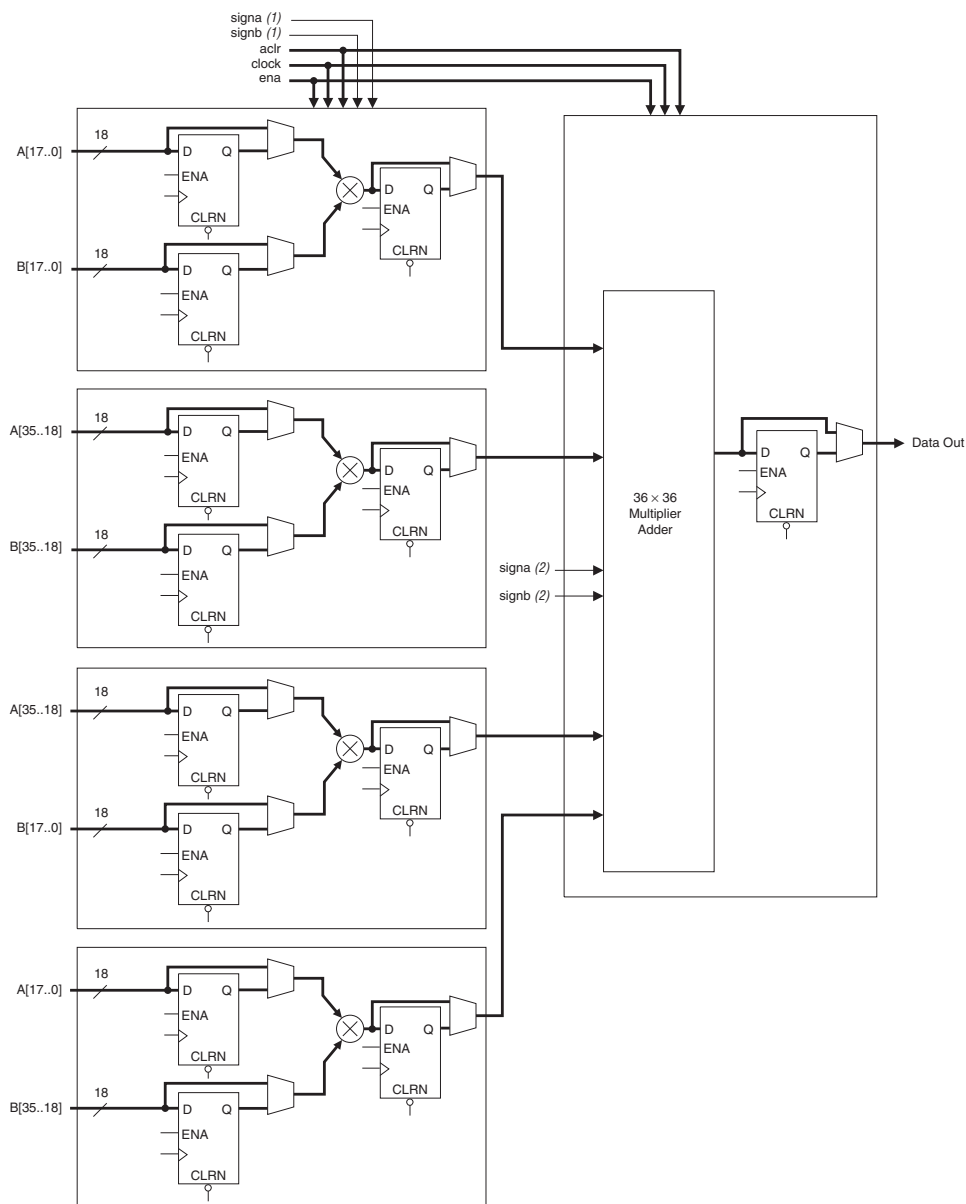 signa (1)
signb (1)
aclr
clock
ena
A[17..0]
18
D Q
ENA
CLRN
B[17..0]
18
D Q
ENA
CLRN
D Q
ENA
CLRN
A[35..18]
18
D Q
ENA
CLRN
B[35..18]
18
D Q
ENA
CLRN
D Q
ENA
CLRN
A[35..18]
18
D Q
ENA
CLRN
B[17..0]
18
D Q
ENA
CLRN
D Q
ENA
CLRN
A[17..0]
18
D Q
ENA
CLRN
B[35..18]
18
D Q
ENA
CLRN
D Q
ENA
CLRN
36 × 36
Multiplier
Adder
signa (2)
signb (2)
D Q
ENA
CLRN
Data Out